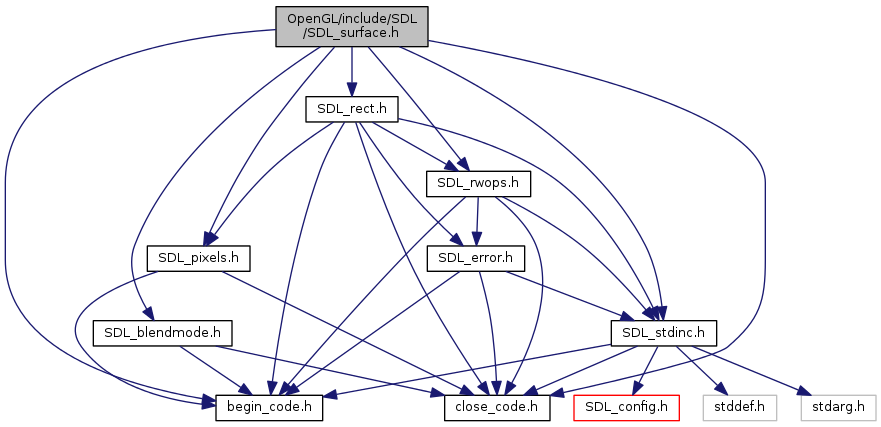 OpenGL/include/SDL
/SDL_surface.h
SDL_rect.h
SDL_rwops.h
SDL_pixels.h
SDL_error.h
SDL_blendmode.h
SDL_stdinc.h
begin_code.h
close_code.h
SDL_config.h
stddef.h
stdarg.h